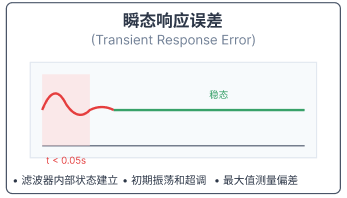 瞬态响应误差
(Transient Response Error)
稳态
t < 0.05s
• 滤波器内部状态建立 • 初期振荡和超调 • 最大值测量偏差